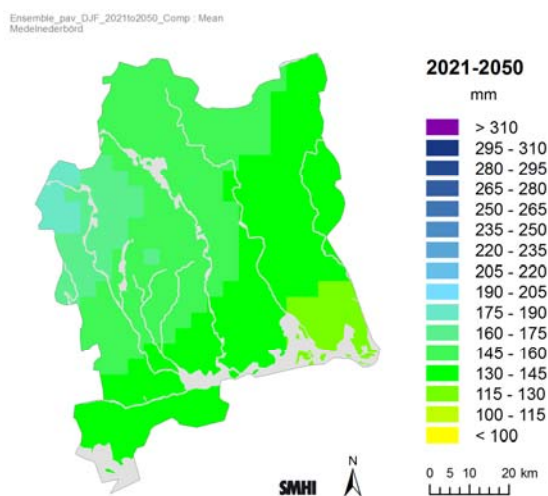 Ensemble_pav_DJF_2021to2050_Comp : Mean
Medelnederbörd
2021-2050
mm
> 310
295 - 310
280 - 295
265 - 280
250 - 265
235 - 250
220 - 235
205 - 220
190 - 205
175 - 190
160 - 175
145 - 160
130 - 145
115 - 130
100 - 115
< 100
N
SMHI
0 5 10 20 km